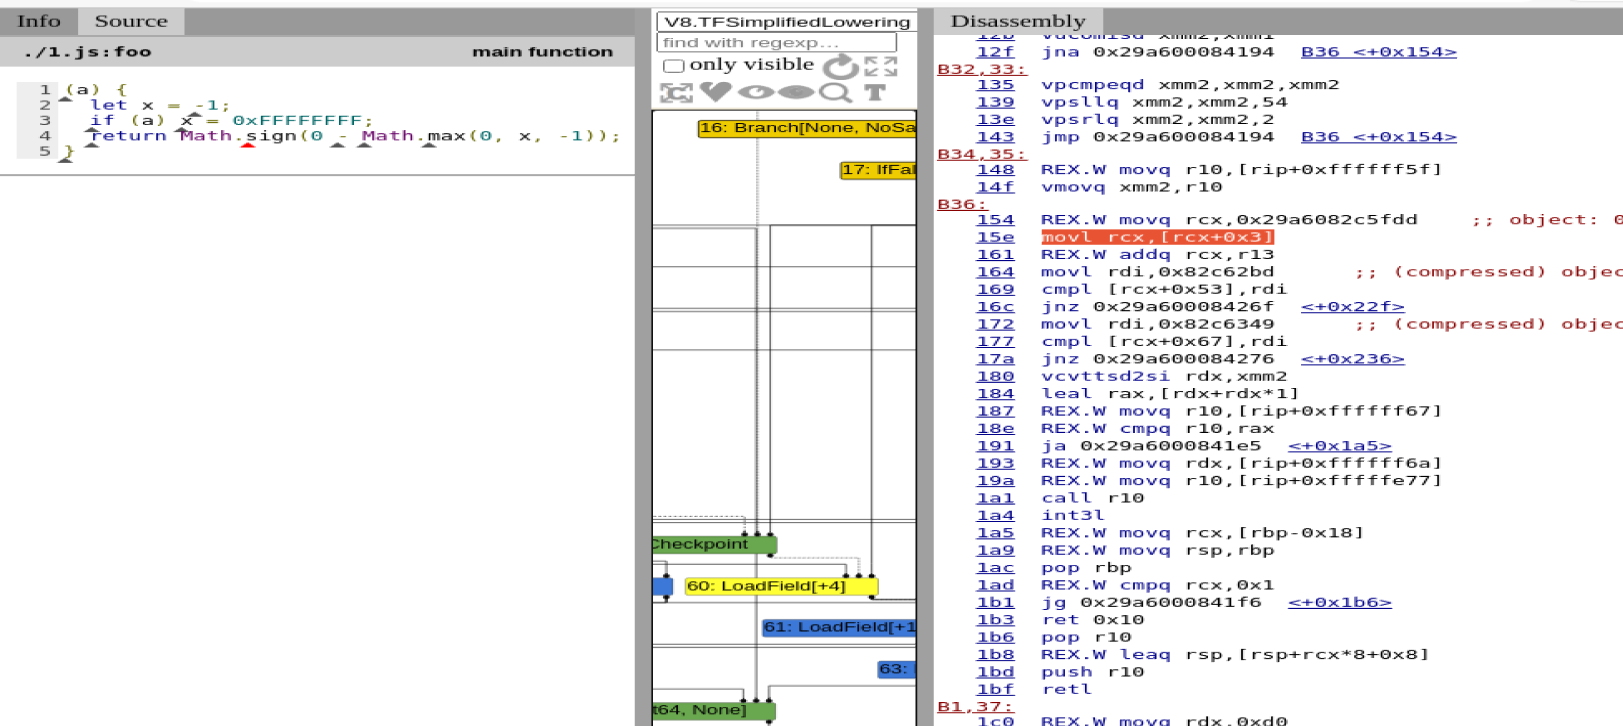 Info Source
./1.js:foo main function
1 (a) {
2 let x = -1;
3 if (a) x = 0xFFFFFFFF;
4 return Math.sign(0 - Math.max(0, x, -1));
5 }
V8.TFSimplifiedLowering
find with regexp...
only visible
T
16: Branch[None, NoSa
17: IfFal
Checkpoint
60: LoadField[+4]
61: LoadField[+1
63:
t64, None]
Disassembly
12b vucomisd xmm2,xmm1
12f jna 0x29a600084194 B36 <+0x154>
B32,33:
135 vpcmpeqd xmm2,xmm2,xmm2
139 vpsllq xmm2,xmm2,54
13e vpsrlq xmm2,xmm2,2
143 jmp 0x29a600084194 B36 <+0x154>
B34,35:
148 REX.W movq r10,[rip+0xffffff5f]
14f vmovq xmm2,r10
B36:
154 REX.W movq rcx,0x29a6082c5fdd ;; object: 0
15e movl rcx,[rcx+0x3]
161 REX.W addq rcx,r13
164 movl rdi,0x82c62bd ;; (compressed) objec
169 cmpl [rcx+0x53],rdi
16c jnz 0x29a60008426f <+0x22f>
172 movl rdi,0x82c6349 ;; (compressed) objec
177 cmpl [rcx+0x67],rdi
17a jnz 0x29a600084276 <+0x236>
180 vcvttsd2si rdx,xmm2
184 leal rax,[rdx+rdx*1]
187 REX.W movq r10,[rip+0xffffff67]
18e REX.W cmpq r10,rax
191 ja 0x29a6000841e5 <+0x1a5>
193 REX.W movq rdx,[rip+0xffffff6a]
19a REX.W movq r10,[rip+0xfffffe77]
1a1 call r10
1a4 int3l
1a5 REX.W movq rcx,[rbp-0x18]
1a9 REX.W movq rsp,rbp
1ac pop rbp
1ad REX.W cmpq rcx,0x1
1b1 jg 0x29a6000841f6 <+0x1b6>
1b3 ret 0x10
1b6 pop r10
1b8 REX.W leaq rsp,[rsp+rcx*8+0x8]
1bd push r10
1bf retl
B1,37:
1c0 REX.W movq rdx,0xd0